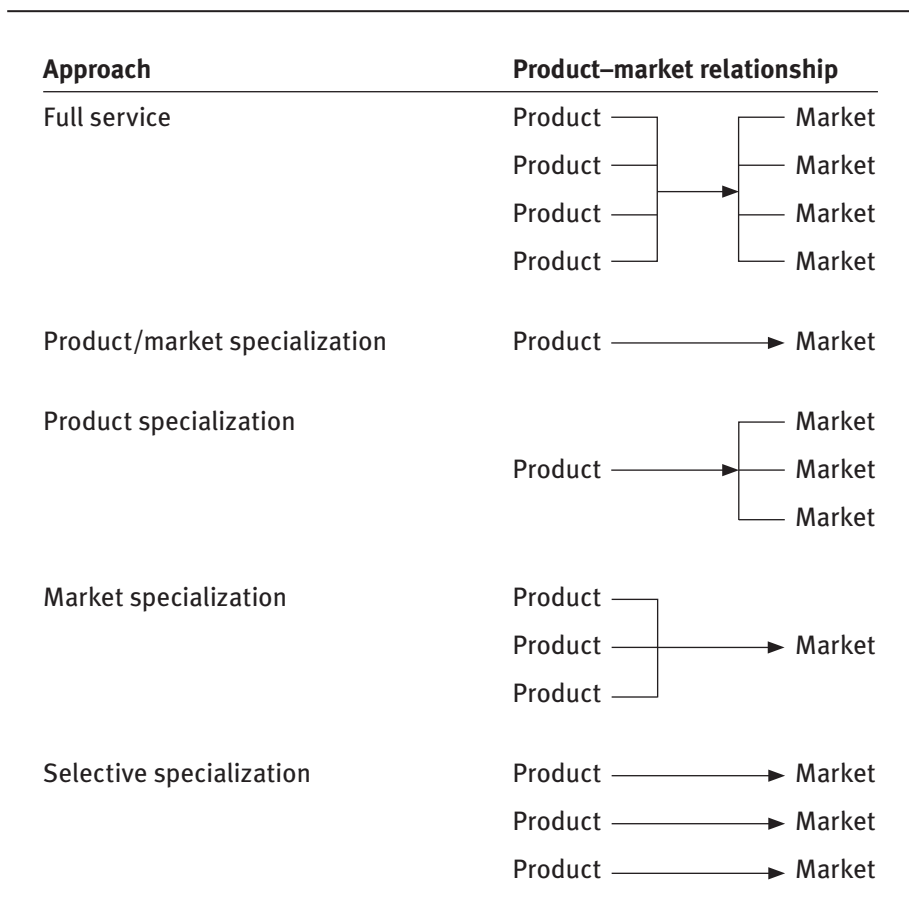 Approach Product–market relationship
Full service Product Market
Product Market
Product Market
Product Market
Product/market specialization Product Market
Product specialization Market
Product Market
Market
Market specialization Product
Product Market
Product
Selective specialization Product Market
Product Market
Product Market